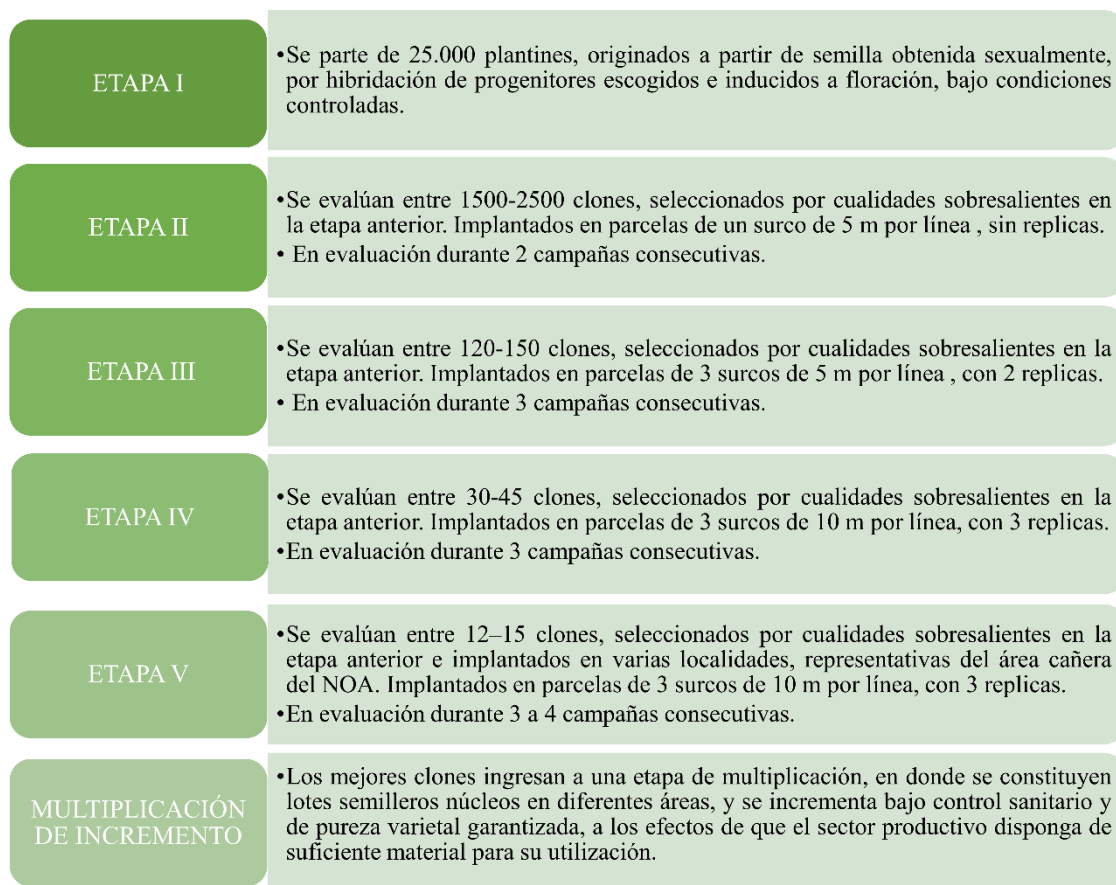 ETAPA I
•Se parte de 25.000 plantines, originados a partir de semilla obtenida sexualmente,
por hibridación de progenitores escogidos e inducidos a floración, bajo condiciones
controladas.
ETAPA II
•Se evalúan entre 1500-2500 clones, seleccionados por cualidades sobresalientes en
la etapa anterior. Implantados en parcelas de un surco de 5 m por línea , sin replicas.
• En evaluación durante 2 campañas consecutivas.
ETAPA III
•Se evalúan entre 120-150 clones, seleccionados por cualidades sobresalientes en la
etapa anterior. Implantados en parcelas de 3 surcos de 5 m por línea , con 2 replicas.
• En evaluación durante 3 campañas consecutivas.
ETAPA IV
•Se evalúan entre 30-45 clones, seleccionados por cualidades sobresalientes en la
etapa anterior. Implantados en parcelas de 3 surcos de 10 m por línea, con 3 replicas.
•En evaluación durante 3 campañas consecutivas.
ETAPA V
•Se evalúan entre 12–15 clones, seleccionados por cualidades sobresalientes en la
etapa anterior e implantados en varias localidades, representativas del área cañera
del NOA. Implantados en parcelas de 3 surcos de 10 m por línea, con 3 replicas.
•En evaluación durante 3 a 4 campañas consecutivas.
MULTIPLICACIÓN
DE INCREMENTO
•Los mejores clones ingresan a una etapa de multiplicación, en donde se constituyen
lotes semilleros núcleos en diferentes áreas, y se incrementa bajo control sanitario y
de pureza varietal garantizada, a los efectos de que el sector productivo disponga de
suficiente material para su utilización.